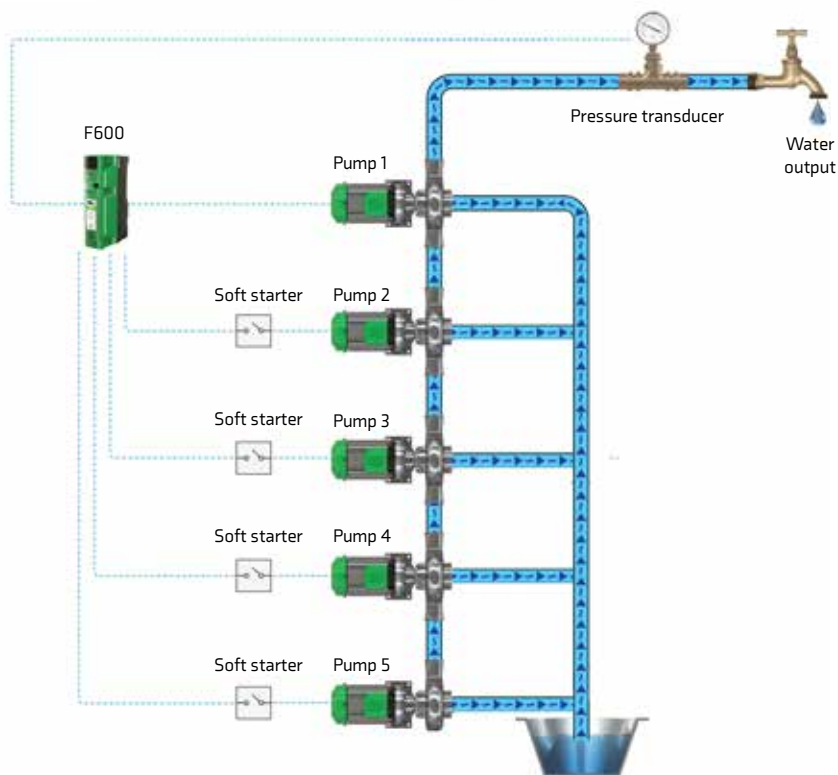 F600
Pressure transducer
Water
output
Pump 1
Soft starter
Pump 2
Soft starter
Pump 3
Soft starter
Pump 4
Soft starter
Pump 5